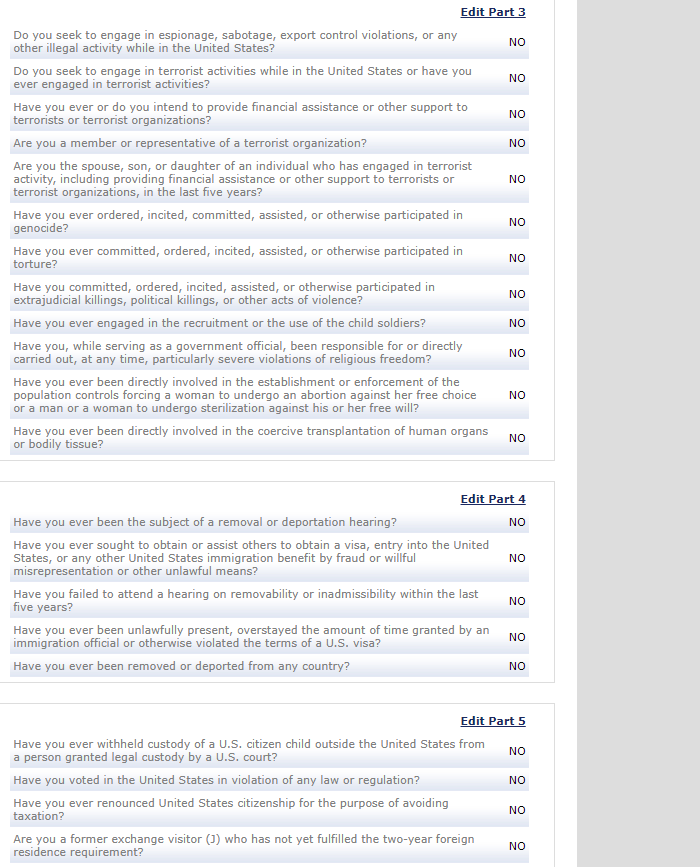 Edit Part 3
Do you seek to engage in espionage, sabotage, export control violations, or any
other illegal activity while in the United States?
NO
Do you seek to engage in terrorist activities while in the United States or have you
ever engaged in terrorist activities?
NO
Have you ever or do you intend to provide financial assistance or other support to
terrorists or terrorist organizations?
NO
Are you a member or representative of a terrorist organization?
NO
Are you the spouse, son, or daughter of an individual who has engaged in terrorist
activity, including providing financial assistance or other support to terrorists or
terrorist organizations, in the last five years?
NO
Have you ever ordered, incited, committed, assisted, or otherwise participated in
genocide?
NO
Have you ever committed, ordered, incited, assisted, or otherwise participated in
torture?
NO
Have you committed, ordered, incited, assisted, or otherwise participated in
extrajudicial killings, political killings, or other acts of violence?
NO
Have you ever engaged in the recruitment or the use of the child soldiers?
NO
Have you, while serving as a government official, been responsible for or directly
carried out, at any time, particularly severe violations of religious freedom?
NO
Have you ever been directly involved in the establishment or enforcement of the
population controls forcing a woman to undergo an abortion against her free choice
or a man or a woman to undergo sterilization against his or her free will?
NO
Have you ever been directly involved in the coercive transplantation of human organs
or bodily tissue?
NO
Edit Part 4
Have you ever been the subject of a removal or deportation hearing?
NO
Have you ever sought to obtain or assist others to obtain a visa, entry into the United
States, or any other United States immigration benefit by fraud or willful
misrepresentation or other unlawful means?
NO
Have you failed to attend a hearing on removability or inadmissibility within the last
five years?
NO
Have you ever been unlawfully present, overstayed the amount of time granted by an
immigration official or otherwise violated the terms of a U.S. visa?
NO
Have you ever been removed or deported from any country?
NO
Edit Part 5
Have you ever withheld custody of a U.S. citizen child outside the United States from
a person granted legal custody by a U.S. court?
NO
Have you voted in the United States in violation of any law or regulation?
NO
Have you ever renounced United States citizenship for the purpose of avoiding
taxation?
NO
Are you a former exchange visitor (J) who has not yet fulfilled the two-year foreign
residence requirement?
NO